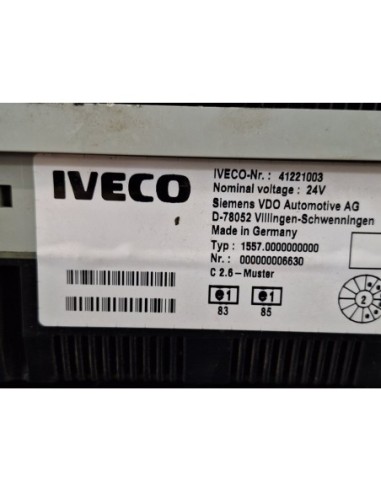 IVECO
IVECO-Nr. : 41221003
Nominal voltage : 24V
Siemens VDO Automotive AG
D-78052 Villingen-Schwenningen
Made in Germany
Typ : 1557.0000000000
Nr. : 000000006630
C 2.6-Muster
e1 e1
83 85
2